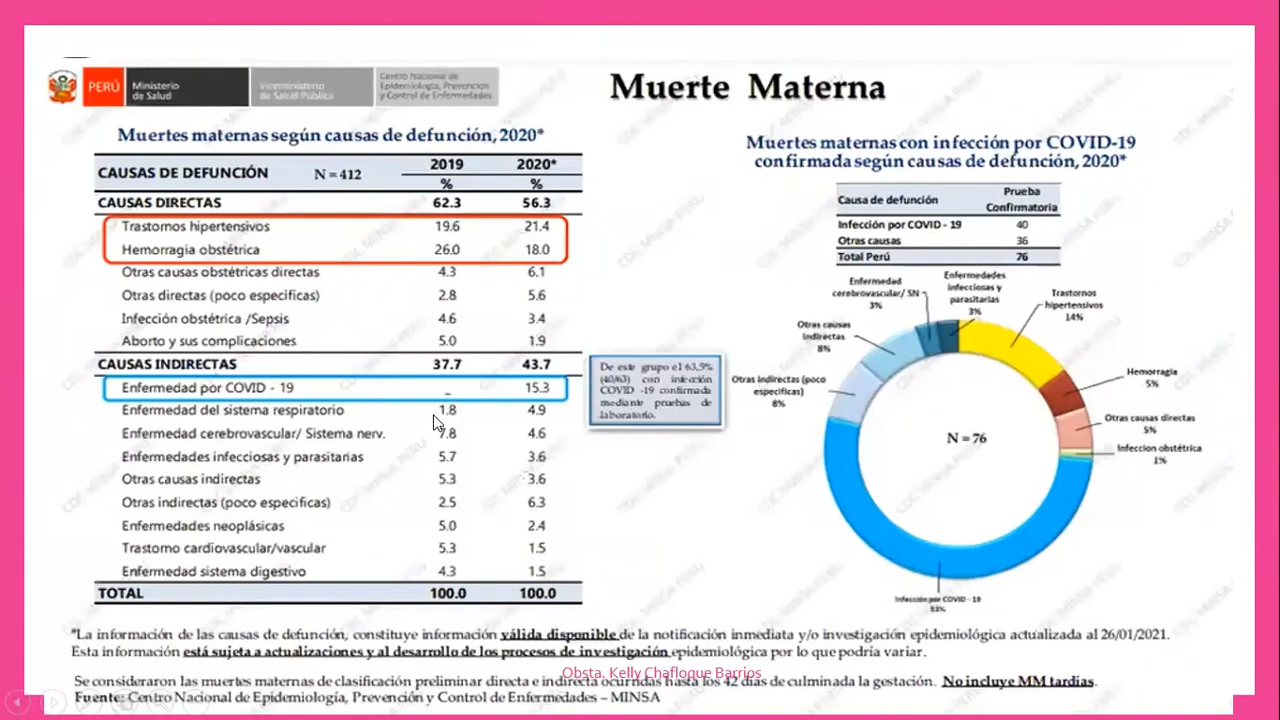 PERÚ
Ministerio
de Salud
Viceministerio
de Salud Pública
Centro Nacional de
Epidemiología, Prevención
y Control de Enfermedades
Muerte Materna
Muertes maternas según causas de defunción, 2020*
CAUSAS DE DEFUNCIÓN N = 412 2019 2020*
% %
CAUSAS DIRECTAS 62.3 56.3
Trastornos hipertensivos 19.6 21.4
Hemorragia obstétrica 26.0 18.0
Otras causas obstétricas directas 4.3 6.1
Otras directas (poco especificas) 2.8 5.6
Infección obstétrica /Sepsis 4.6 3.4
Aborto y sus complicaciones 5.0 1.9
CAUSAS INDIRECTAS 37.7 43.7
Enfermedad por COVID - 19 _ 15.3
Enfermedad del sistema respiratorio 1.8 4.9
Enfermedad cerebrovascular/ Sistema nerv. 7.8 4.6
Enfermedades infecciosas y parasitarias 5.7 3.6
Otras causas indirectas 5.3 3.6
Otras indirectas (poco especificas) 2.5 6.3
Enfermedades neoplásicas 5.0 2.4
Trastorno cardiovascular/vascular 5.3 1.5
Enfermedad sistema digestivo 4.3 1.5
TOTAL 100.0 100.0
De este grupo el 63,5%
(40/63) con infección
COVID -19 confirmada
mediante pruebas de
laboratorio.
Muertes maternas con infección por COVID-19
confirmada según causas de defunción, 2020*
Causa de defunción Prueba
Confirmatoria
Infección por COVID - 19 40
Otras causas 36
Total Perú 76
Enfermedad
cerebrovascular/ SN
3%
Enfermedades
infecciosas y
parasitarias
3%
Trastornos
hipertensivos
14%
Otras causas
indirectas
8%
Otras indirectas (poco
especificas)
8%
Hemorragia
5%
Otras causas directas
5%
Infeccion obstétrica
1%
N = 76
Infección por COVID - 19
53%
*La información de las causas de defunción, constituye información válida disponible de la notificación inmediata y/o investigación epidemiológica actualizada al 26/01/2021.
Esta información está sujeta a actualizaciones y al desarrollo de los procesos de investigación epidemiológica por lo que podría variar.
Obsta. Kelly Chafloque Barrios
Se consideraron las muertes maternas de clasificación preliminar directa e indirecta ocurridas hasta los 42 días de culminada la gestación. No incluye MM tardías.
Fuente: Centro Nacional de Epidemiología, Prevención y Control de Enfermedades – MINSA